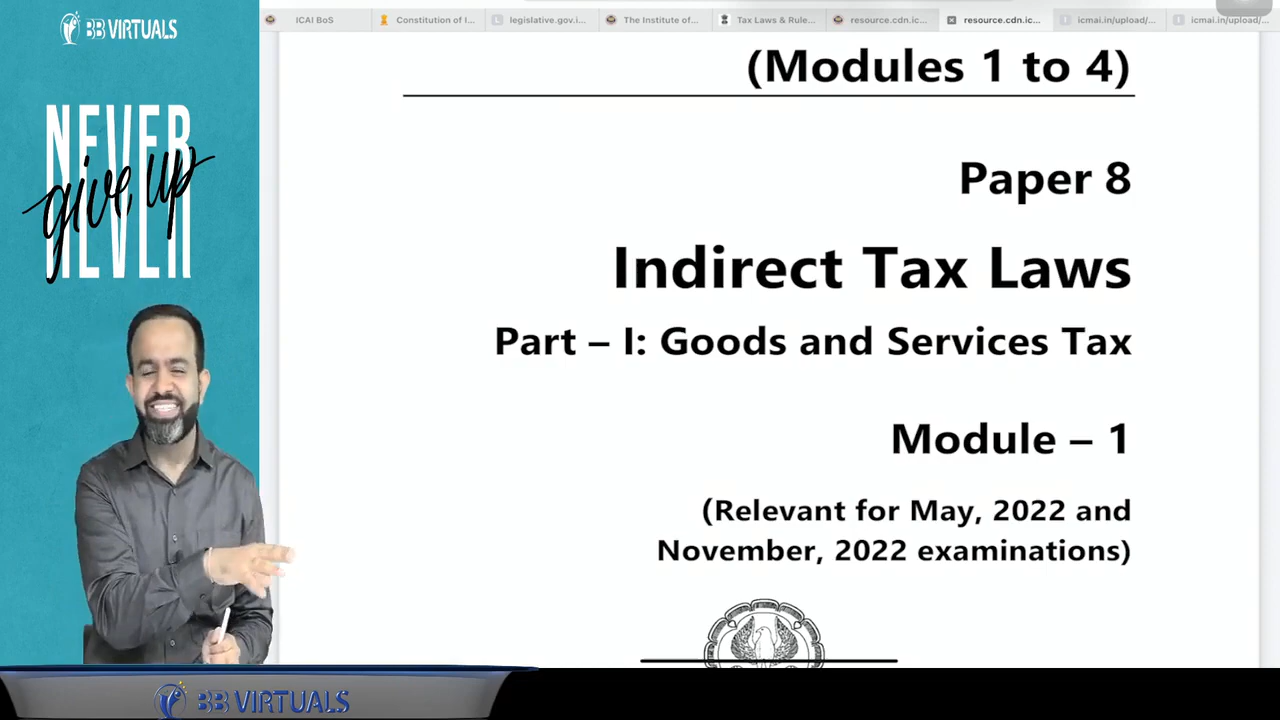 BB VIRTUALS
ICAI BoS
Constitution of I...
legislative.gov.i...
The Institute of...
Tax Laws & Rule...
resource.cdn.ic...
resource.cdn.ic...
icmai.in/upload/...
icmai.in/upload/...
NEVER
give up
NEVER
(Modules 1 to 4)
Paper 8
Indirect Tax Laws
Part – I: Goods and Services Tax
Module – 1
(Relevant for May, 2022 and
November, 2022 examinations)
BB VIRTUALS